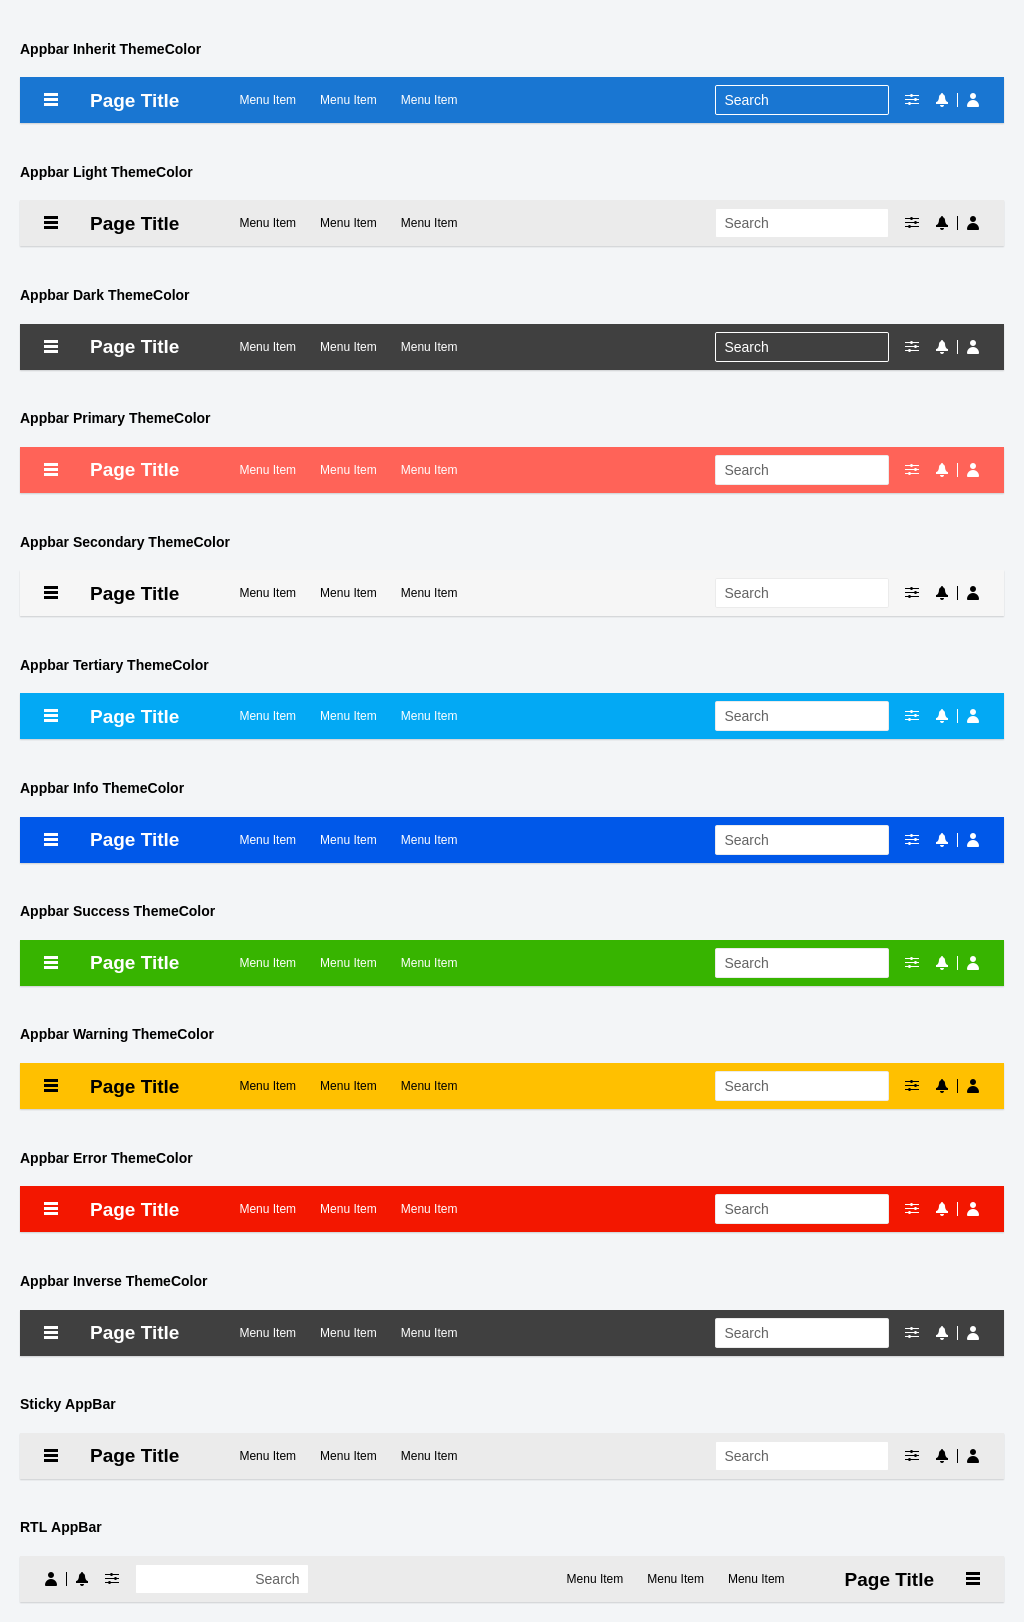 Appbar Inherit ThemeColor
Page Title Menu Item Menu Item Menu Item Search
Appbar Light ThemeColor
Page Title Menu Item Menu Item Menu Item Search
Appbar Dark ThemeColor
Page Title Menu Item Menu Item Menu Item Search
Appbar Primary ThemeColor
Page Title Menu Item Menu Item Menu Item Search
Appbar Secondary ThemeColor
Page Title Menu Item Menu Item Menu Item Search
Appbar Tertiary ThemeColor
Page Title Menu Item Menu Item Menu Item Search
Appbar Info ThemeColor
Page Title Menu Item Menu Item Menu Item Search
Appbar Success ThemeColor
Page Title Menu Item Menu Item Menu Item Search
Appbar Warning ThemeColor
Page Title Menu Item Menu Item Menu Item Search
Appbar Error ThemeColor
Page Title Menu Item Menu Item Menu Item Search
Appbar Inverse ThemeColor
Page Title Menu Item Menu Item Menu Item Search
Sticky AppBar
Page Title Menu Item Menu Item Menu Item Search
RTL AppBar
Search Menu Item Menu Item Menu Item Page Title